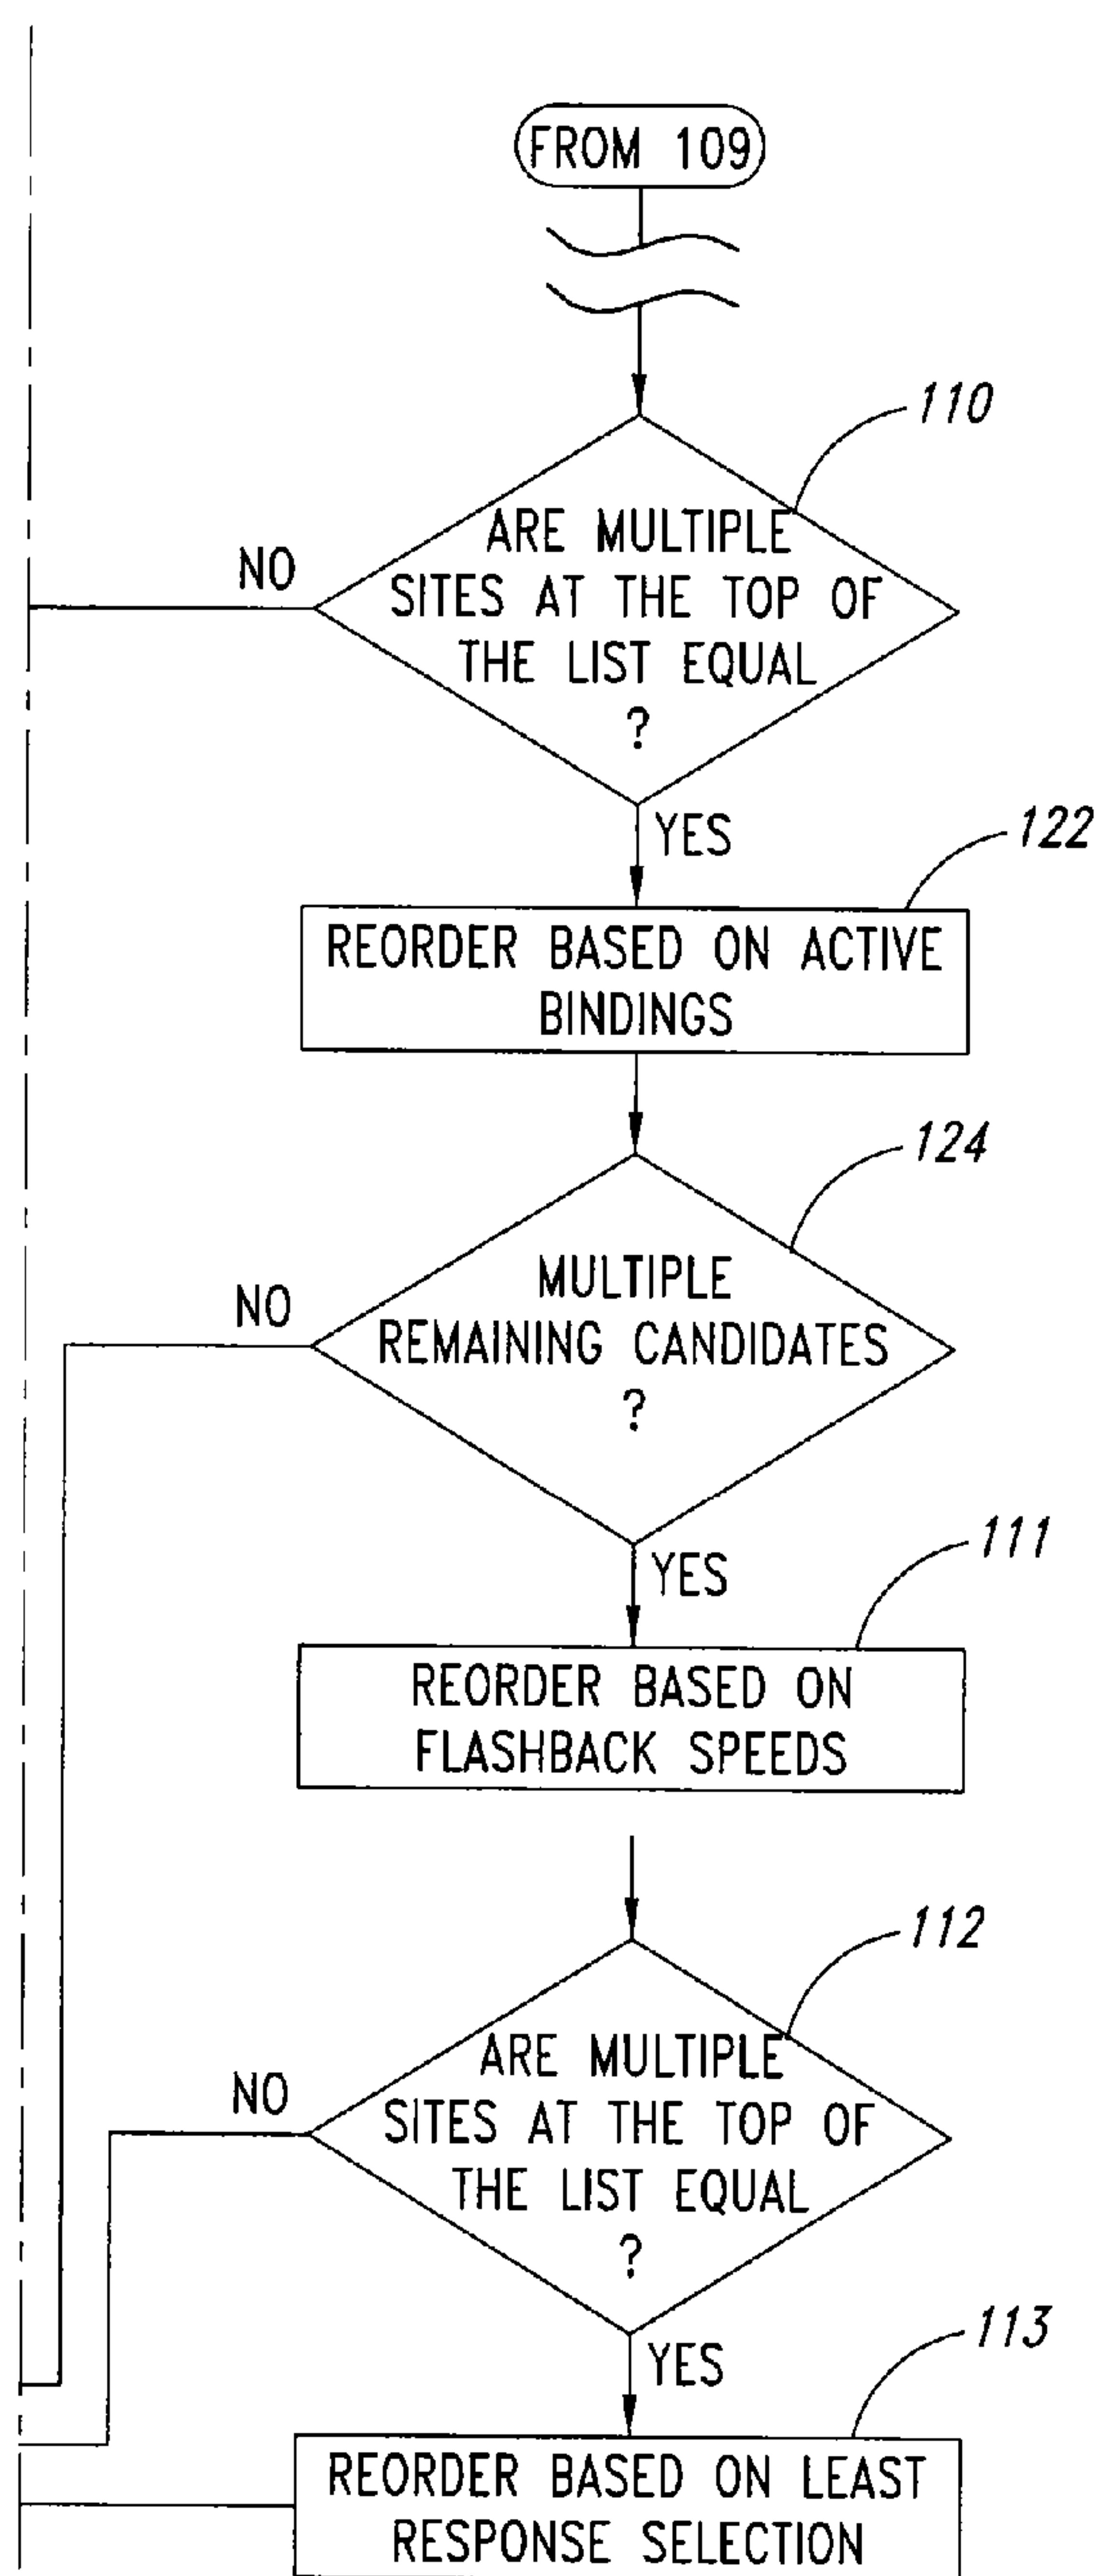 FROM 109
110
ARE MULTIPLE
SITES AT THE TOP OF
THE LIST EQUAL
?
NO
YES
122
REORDER BASED ON ACTIVE
BINDINGS
124
MULTIPLE
REMAINING CANDIDATES
?
NO
YES
111
REORDER BASED ON
FLASHBACK SPEEDS
112
ARE MULTIPLE
SITES AT THE TOP OF
THE LIST EQUAL
?
NO
YES
113
REORDER BASED ON LEAST
RESPONSE SELECTION